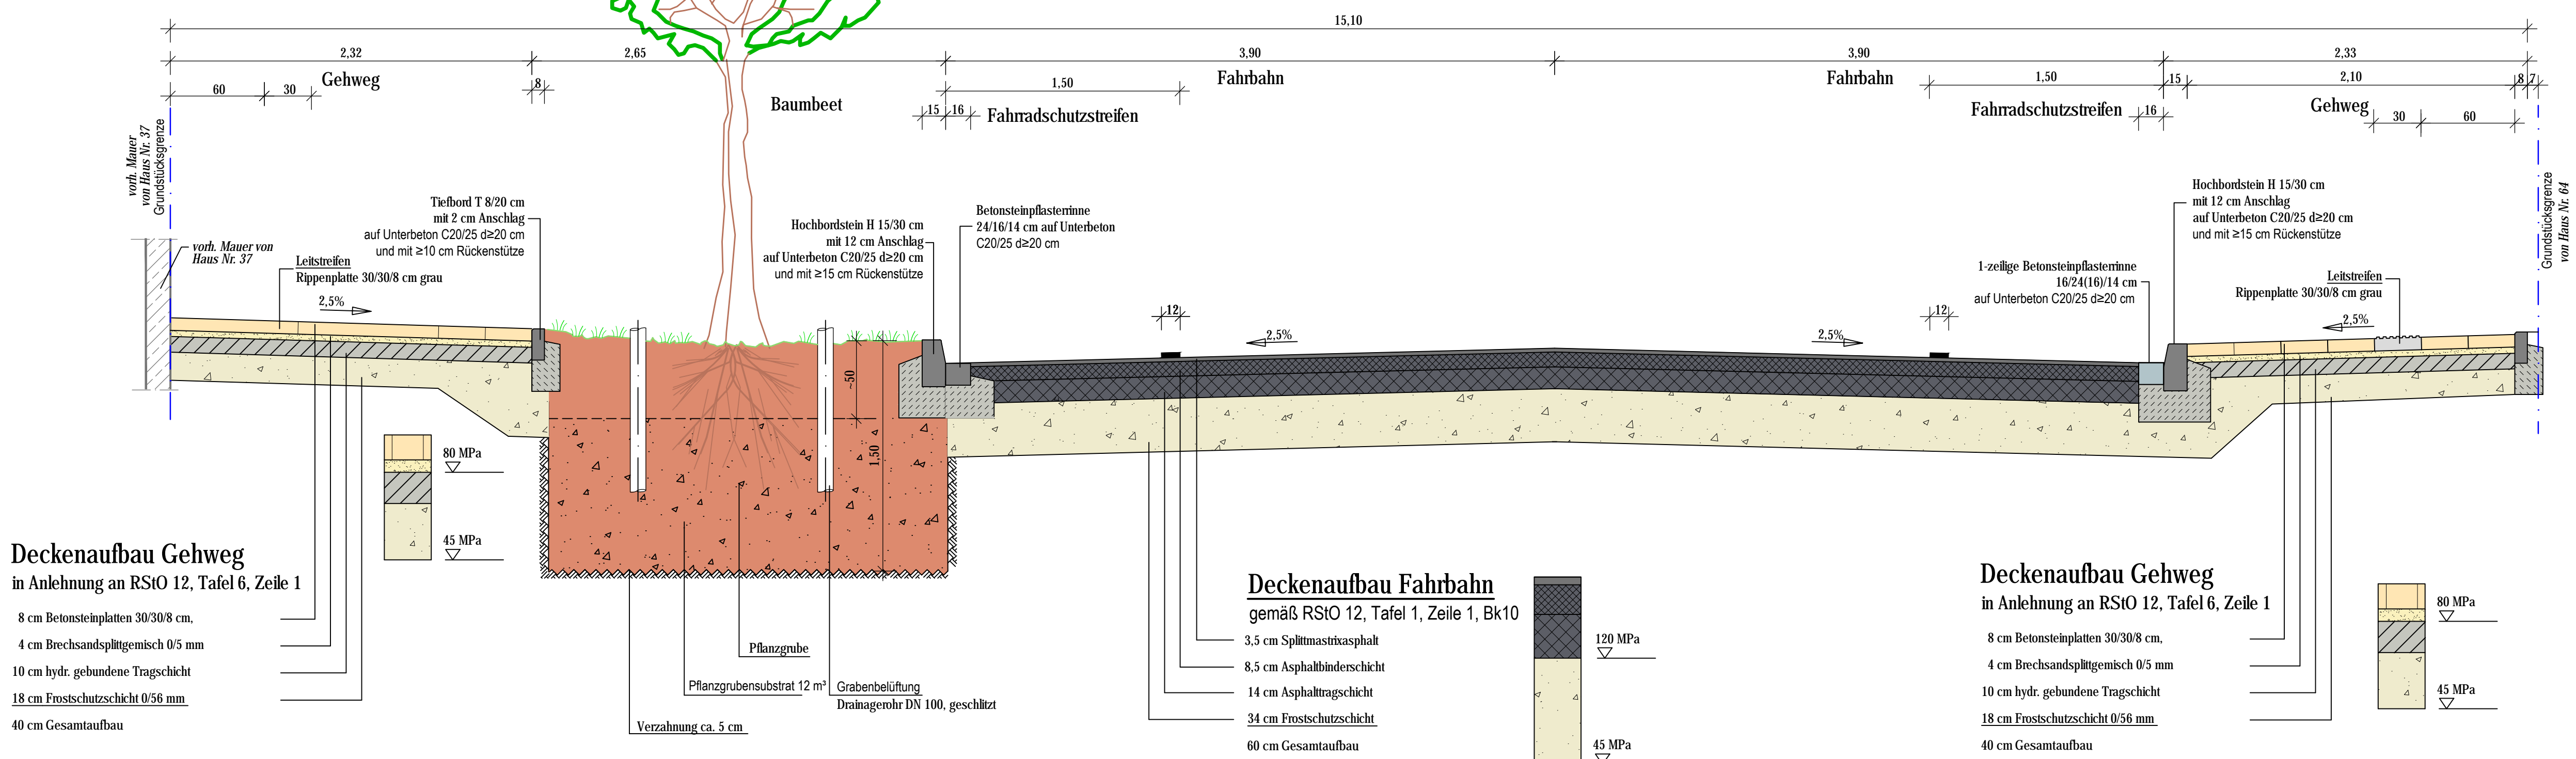 15,10
2,32
2,65
3,90
3,90
2,33
Gehweg
Fahrbahn
Fahrbahn
60
30
8
1,50
1,50
15
2,10
8
7
Baumbeet
15
16
Fahrradschutzstreifen
Fahrradschutzstreifen
16
Gehweg
30
60
vorh. Mauer
von Haus Nr. 37
Grundstücksgrenze
Grundstücksgrenze
von Haus Nr. 64
vorh. Mauer von
Haus Nr. 37
Leitstreifen
Rippenplatte 30/30/8 cm grau
2,5%
Tiefbord T 8/20 cm
mit 2 cm Anschlag
auf Unterbeton C20/25 d≥20 cm
und mit ≥10 cm Rückenstütze
Hochbordstein H 15/30 cm
mit 12 cm Anschlag
auf Unterbeton C20/25 d≥20 cm
und mit ≥15 cm Rückenstütze
Betonsteinpflasterrinne
24/16/14 cm auf Unterbeton
C20/25 d≥20 cm
12
2,5%
2,5%
12
1-zeilige Betonsteinpflasterrinne
16/24(16)/14 cm
auf Unterbeton C20/25 d≥20 cm
Hochbordstein H 15/30 cm
mit 12 cm Anschlag
auf Unterbeton C20/25 d≥20 cm
und mit ≥15 cm Rückenstütze
Leitstreifen
Rippenplatte 30/30/8 cm grau
2,5%
~50
1,50
80 MPa
45 MPa
Deckenaufbau Gehweg
in Anlehnung an RStO 12, Tafel 6, Zeile 1
8 cm Betonsteinplatten 30/30/8 cm,
4 cm Brechsandsplittgemisch 0/5 mm
10 cm hydr. gebundene Tragschicht
18 cm Frostschutzschicht 0/56 mm
40 cm Gesamtaufbau
Pflanzgrube
Pflanzgrubensubstrat 12 m³
Grabenbelüftung
Drainagerohr DN 100, geschlitzt
Verzahnung ca. 5 cm
Deckenaufbau Fahrbahn
gemäß RStO 12, Tafel 1, Zeile 1, Bk10
3,5 cm Splittmastrixasphalt
8,5 cm Asphaltbinderschicht
14 cm Asphalttragschicht
34 cm Frostschutzschicht
60 cm Gesamtaufbau
120 MPa
45 MPa
Deckenaufbau Gehweg
in Anlehnung an RStO 12, Tafel 6, Zeile 1
8 cm Betonsteinplatten 30/30/8 cm,
4 cm Brechsandsplittgemisch 0/5 mm
10 cm hydr. gebundene Tragschicht
18 cm Frostschutzschicht 0/56 mm
40 cm Gesamtaufbau
80 MPa
45 MPa